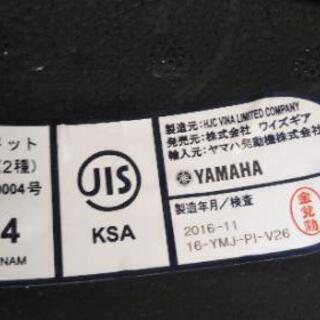 ット
(2種)
0004号
4
NAM
JIS
KSA
製造元:HJC VINA LIMITED COMPANY
発売元:株式会社 ワイズギア
輸入元:ヤマハ発動機株式会社
YAMAHA
製造年月/検査
2016-11
16-YMJ-PI-V26